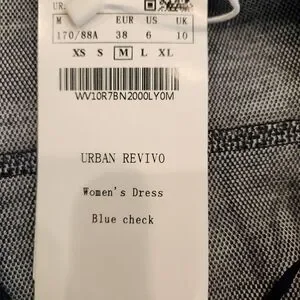 UR.
M EUR US UK
170/88A 38 6 10
XS S M L XL
WV10R7BN2000LY0M
URBAN REVIVO
Women's Dress
Blue check